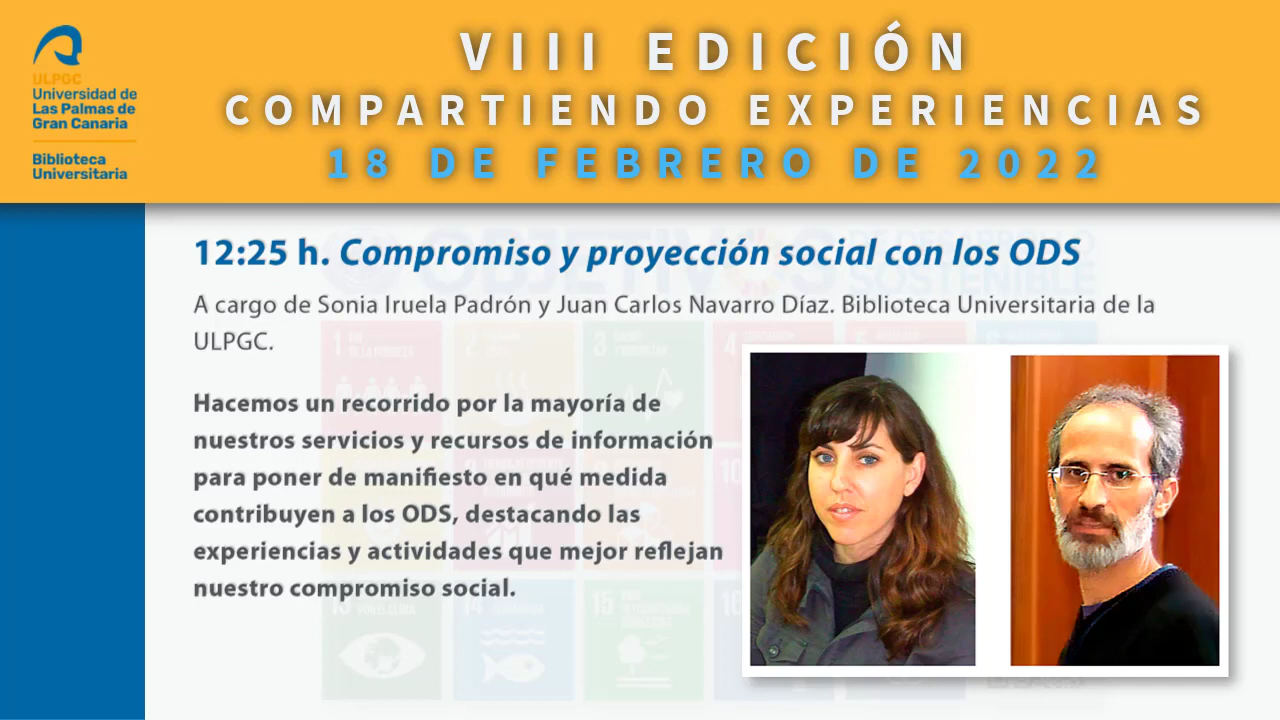 VIII EDICIÓN
COMPARTIENDO EXPERIENCIAS
18 DE FEBRERO DE 2022
ULPGC
Universidad de
Las Palmas de
Gran Canaria
Biblioteca
Universitaria
12:25 h. Compromiso y proyección social con los ODS
A cargo de Sonia Iruela Padrón y Juan Carlos Navarro Díaz. Biblioteca Universitaria de la
ULPGC.
Hacemos un recorrido por la mayoría de
nuestros servicios y recursos de información
para poner de manifiesto en qué medida
contribuyen a los ODS, destacando las
experiencias y actividades que mejor reflejan
nuestro compromiso social.